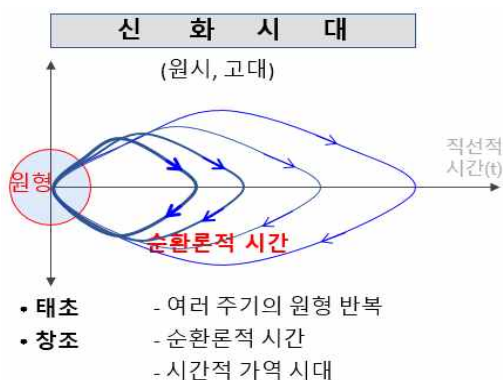 신 화 시 대
(원시, 고대)
직선적
시간(t)
원형
순환론적 시간
• 태초
• 창조
- 여러 주기의 원형 반복
- 순환론적 시간
- 시간적 가역 시대